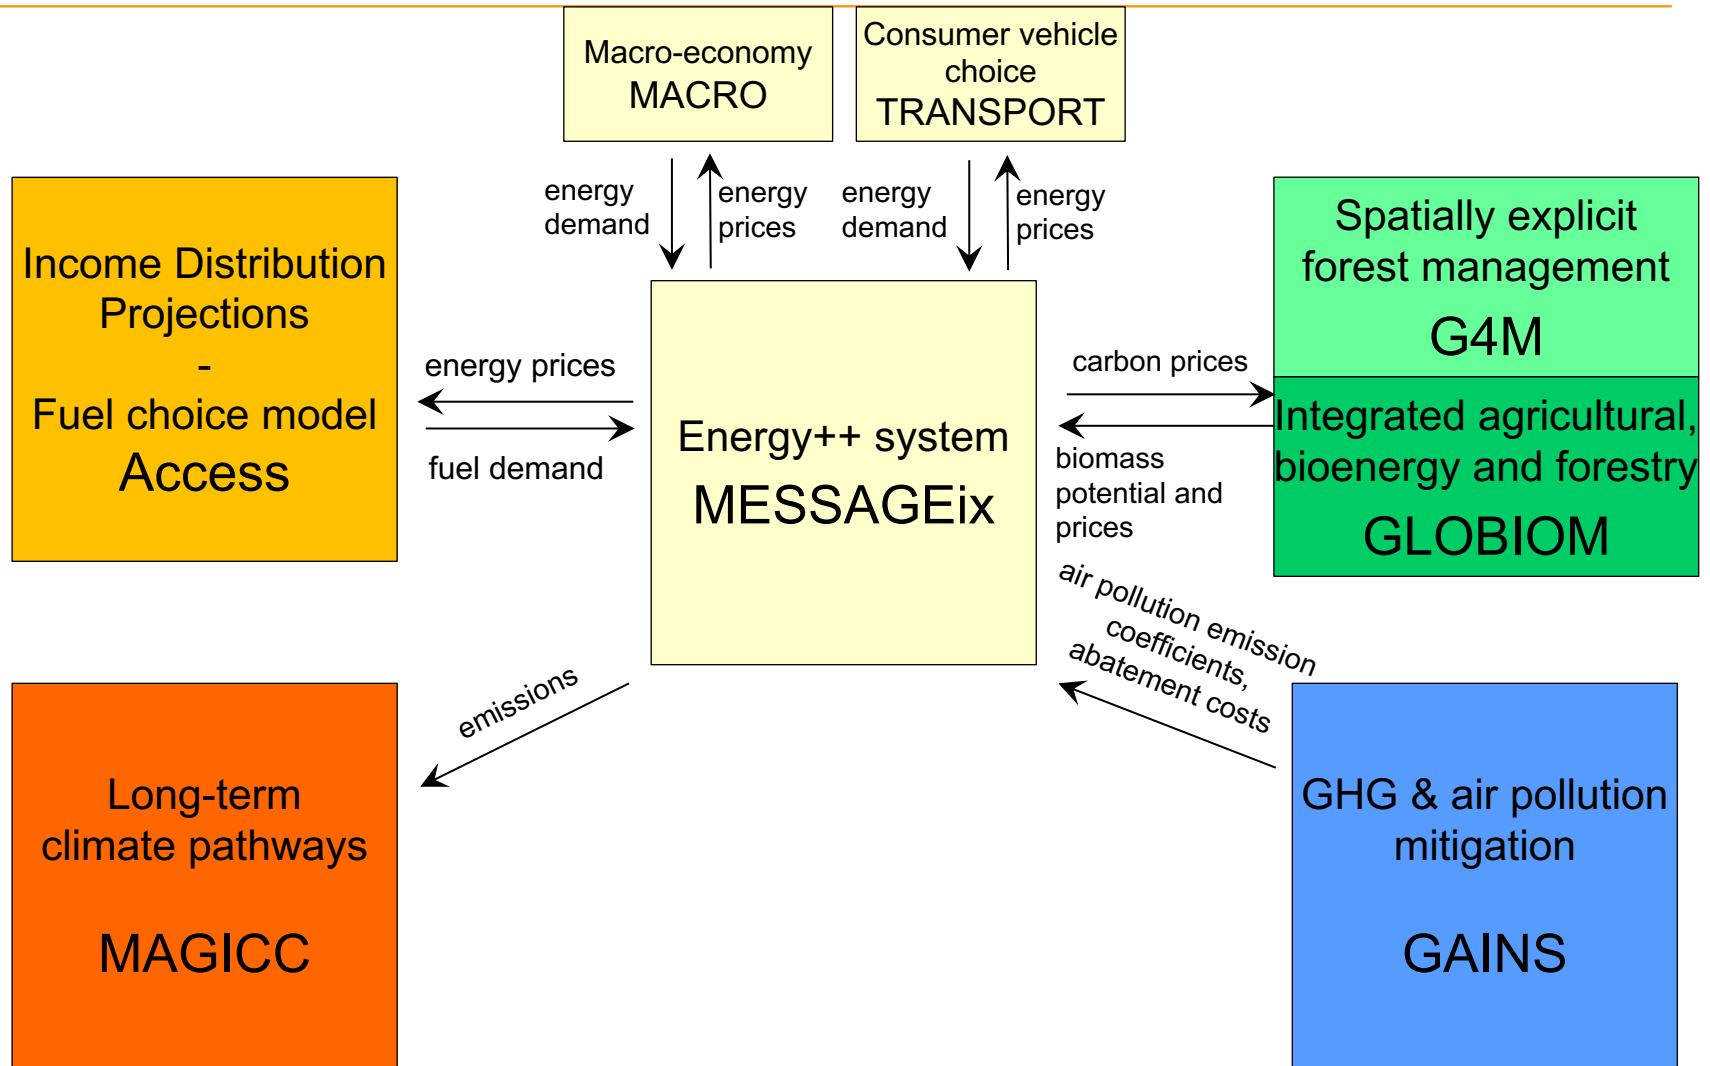 Macro-economy
MACRO
Consumer vehicle
choice
TRANSPORT
energy
demand
energy
prices
energy
demand
energy
prices
Income Distribution
Projections
-
Fuel choice model
Access
energy prices
fuel demand
Energy++ system
MESSAGEix
carbon prices
biomass
potential and
prices
Spatially explicit
forest management
G4M
Integrated agricultural,
bioenergy and forestry
GLOBIOM
air pollution emission
coefficients,
abatement costs
emissions
Long-term
climate pathways
MAGICC
GHG & air pollution
mitigation
GAINS